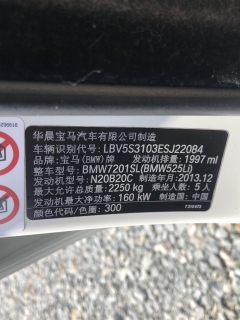 华晨宝马汽车有限公司制造
车辆识别代号: LBV5S3103ESJ22084
品牌: 宝马(BMW)牌 发动机排量: 1997 ml
整车型号: BMW7201SL(BMW525Li)
发动机型号: N20B20C 制造年月: 2013.12
最大允许总质量: 2250 kg 乘坐人数: 5 人
发动机最大净功率: 160 kW 制造国: 中国
颜色代码/色圈: 300